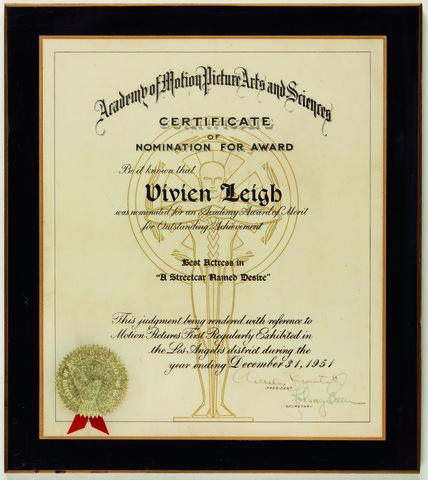 Academy of Motion Picture Arts and Sciences
CERTIFICATE
OF
NOMINATION FOR AWARD
Be it known that
Vivien Leigh
was nominated for an Academy Award of Merit
for Outstanding Achievement
Best Actress in
"A Streetcar Named Desire"
This judgment being rendered with reference to
Motion Pictures First Regularly Exhibited in
the Los Angeles district during the
year ending December 31, 1951
PRESIDENT
SECRETARY